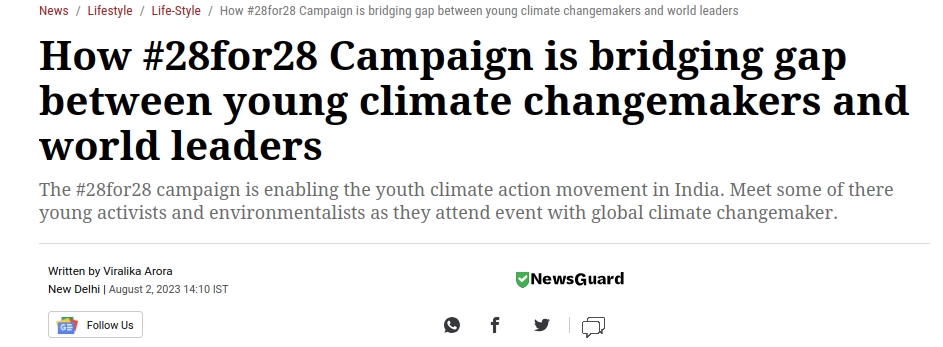 News / Lifestyle / Life-Style / How #28for28 Campaign is bridging gap between young climate changemakers and world leaders
How #28for28 Campaign is bridging gap
between young climate changemakers and
world leaders
The #28for28 campaign is enabling the youth climate action movement in India. Meet some of there
young activists and environmentalists as they attend event with global climate changemaker.
Written by Viralika Arora
NewsGuard
New Delhi | August 2, 2023 14:10 IST
GE Follow Us